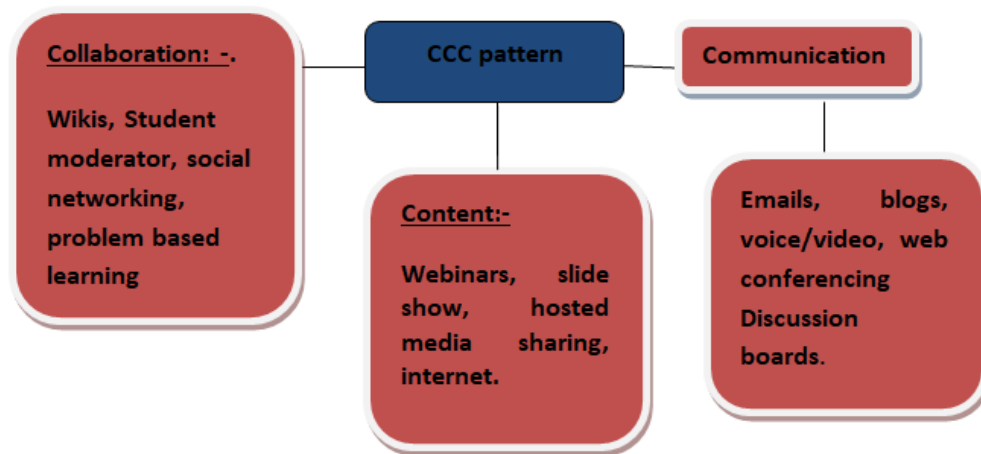 Collaboration: -.
Wikis, Student
moderator, social
networking,
problem based
learning
CCC pattern
Communication
Content:-
Webinars, slide
show, hosted
media sharing,
internet.
Emails, blogs,
voice/video, web
conferencing
Discussion
boards.